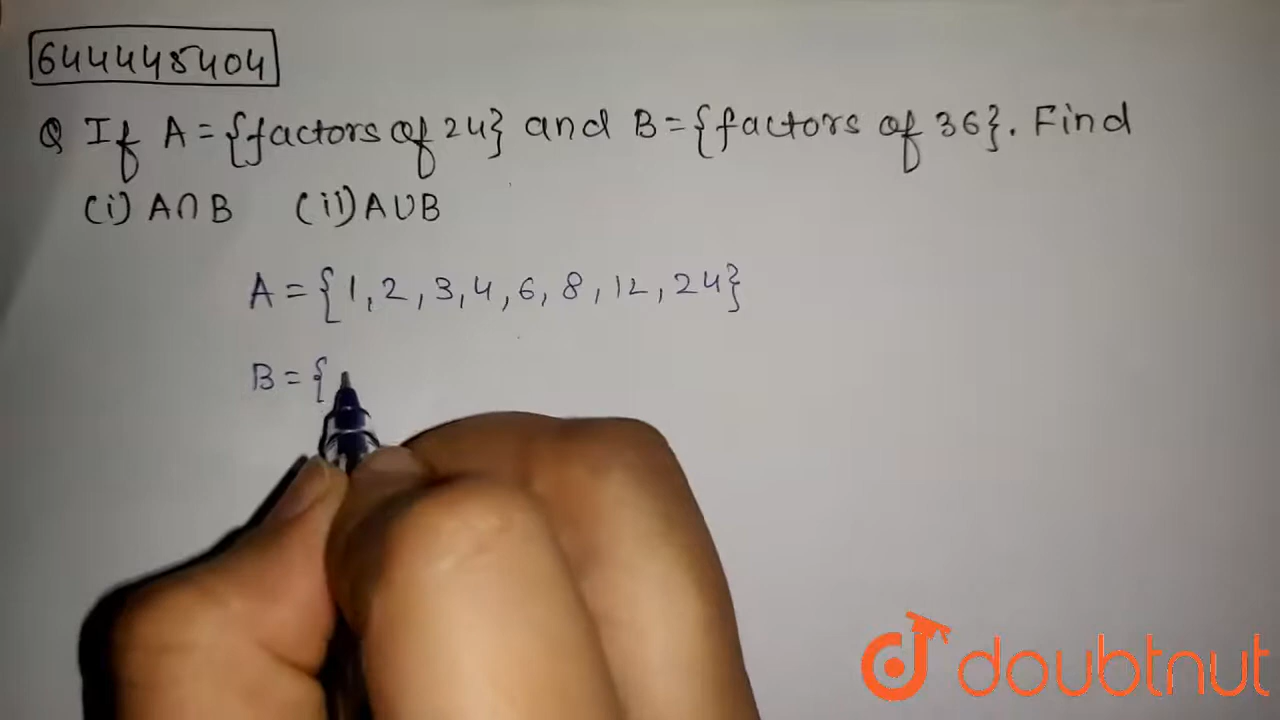 644448404
Q If A = {factors of 24} and B = {factors of 36}. Find
(i) A∩B (ii) A∪B
A = {1, 2, 3, 4, 6, 8, 12, 24}
B = {
doubtnut